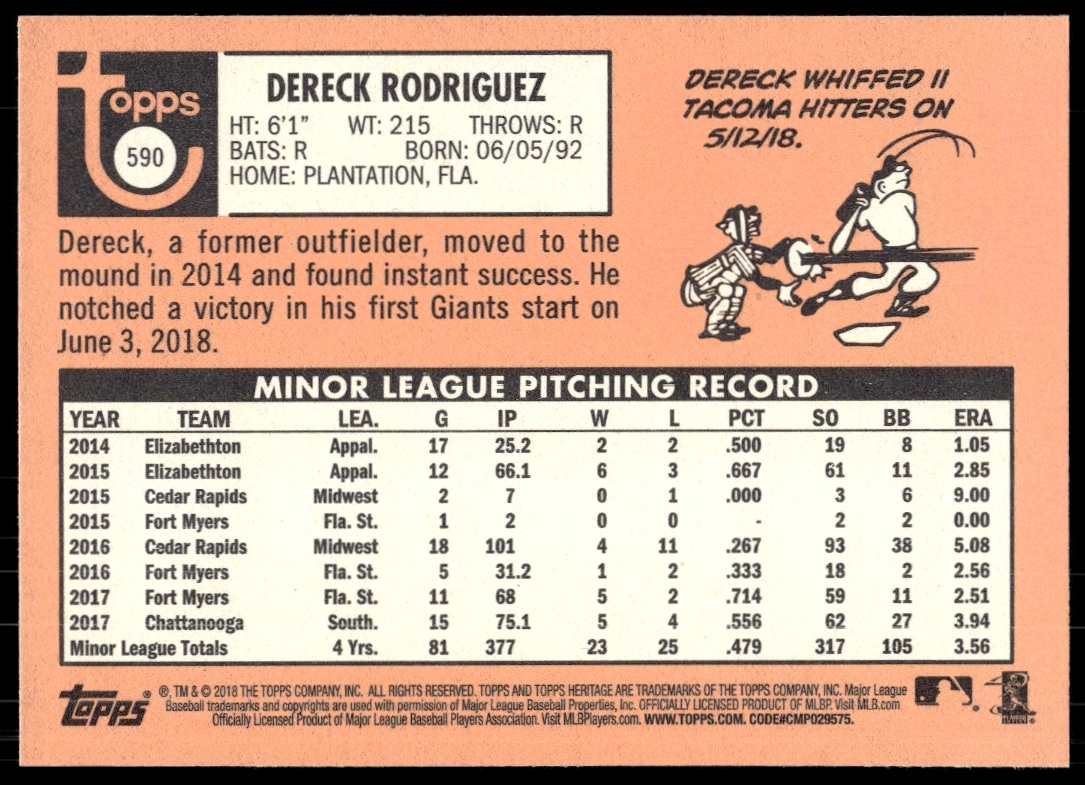 topps
590
DERECK RODRIGUEZ
HT: 6'1" WT: 215 THROWS: R
BATS: R BORN: 06/05/92
HOME: PLANTATION, FLA.
DERECK WHIFFED 11
TACOMA HITTERS ON
5/12/18.
Dereck, a former outfielder, moved to the
mound in 2014 and found instant success. He
notched a victory in his first Giants start on
June 3, 2018.
MINOR LEAGUE PITCHING RECORD
YEAR TEAM LEA. G IP W L PCT SO BB ERA
2014 Elizabethton Appal. 17 25.2 2 2 .500 19 8 1.05
2015 Elizabethton Appal. 12 66.1 6 3 .667 61 11 2.85
2015 Cedar Rapids Midwest 2 7 0 1 .000 3 6 9.00
2015 Fort Myers Fla. St. 1 2 0 0 - 2 2 0.00
2016 Cedar Rapids Midwest 18 101 4 11 .267 93 38 5.08
2016 Fort Myers Fla. St. 5 31.2 1 2 .333 18 2 2.56
2017 Fort Myers Fla. St. 11 68 5 2 .714 59 11 2.51
2017 Chattanooga South. 15 75.1 5 4 .556 62 27 3.94
Minor League Totals 4 Yrs. 81 377 23 25 .479 317 105 3.56
topps® ®, TM & © 2018 THE TOPPS COMPANY, INC. ALL RIGHTS RESERVED. TOPPS AND TOPPS HERITAGE ARE TRADEMARKS OF THE TOPPS COMPANY, INC. Major League
Baseball trademarks and copyrights are used with permission of Major League Baseball Properties, Inc. OFFICIALLY LICENSED PRODUCT OF MLBP. Visit MLB.com
Officially Licensed Product of Major League Baseball Players Association. Visit MLBPlayers.com. WWW.TOPPS.COM. CODE#CMP029575.